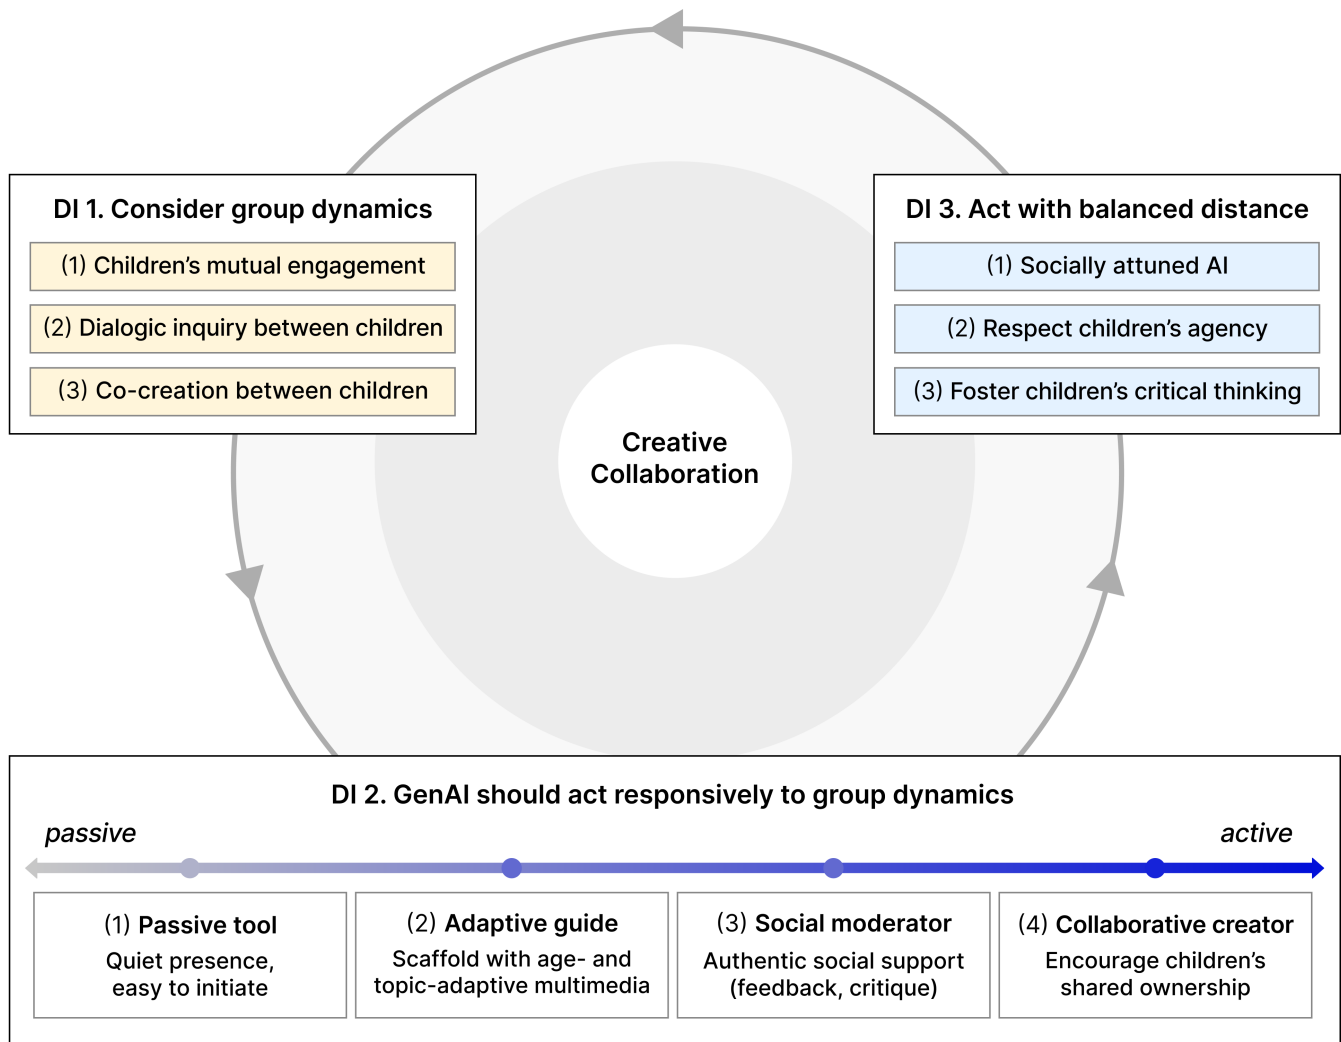 DI 1. Consider group dynamics
(1) Children’s mutual engagement
(2) Dialogic inquiry between children
(3) Co-creation between children
DI 3. Act with balanced distance
(1) Socially attuned AI
(2) Respect children’s agency
(3) Foster children’s critical thinking
Creative
Collaboration
DI 2. GenAI should act responsively to group dynamics
passive
active
(1) Passive tool
Quiet presence,
easy to initiate
(2) Adaptive guide
Scaffold with age- and
topic-adaptive multimedia
(3) Social moderator
Authentic social support
(feedback, critique)
(4) Collaborative creator
Encourage children’s
shared ownership